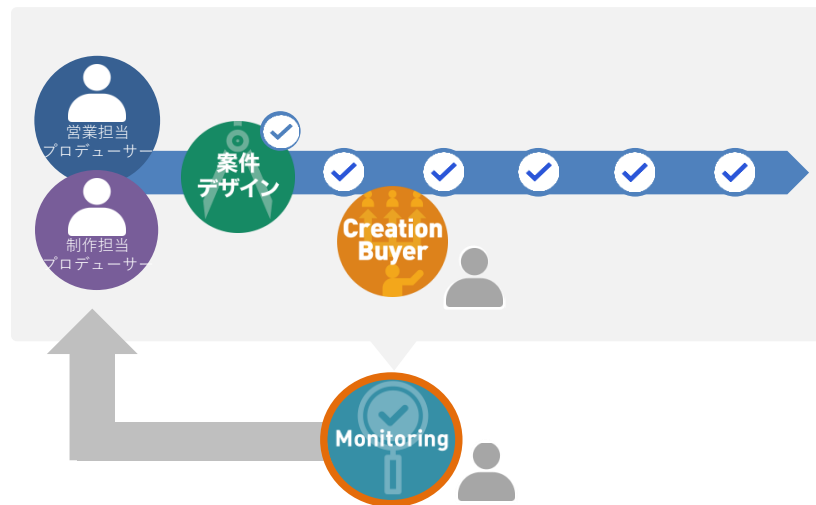 営業担当
プロデューサー
制作担当
プロデューサー
案件
デザイン
Creation
Buyer
Monitoring